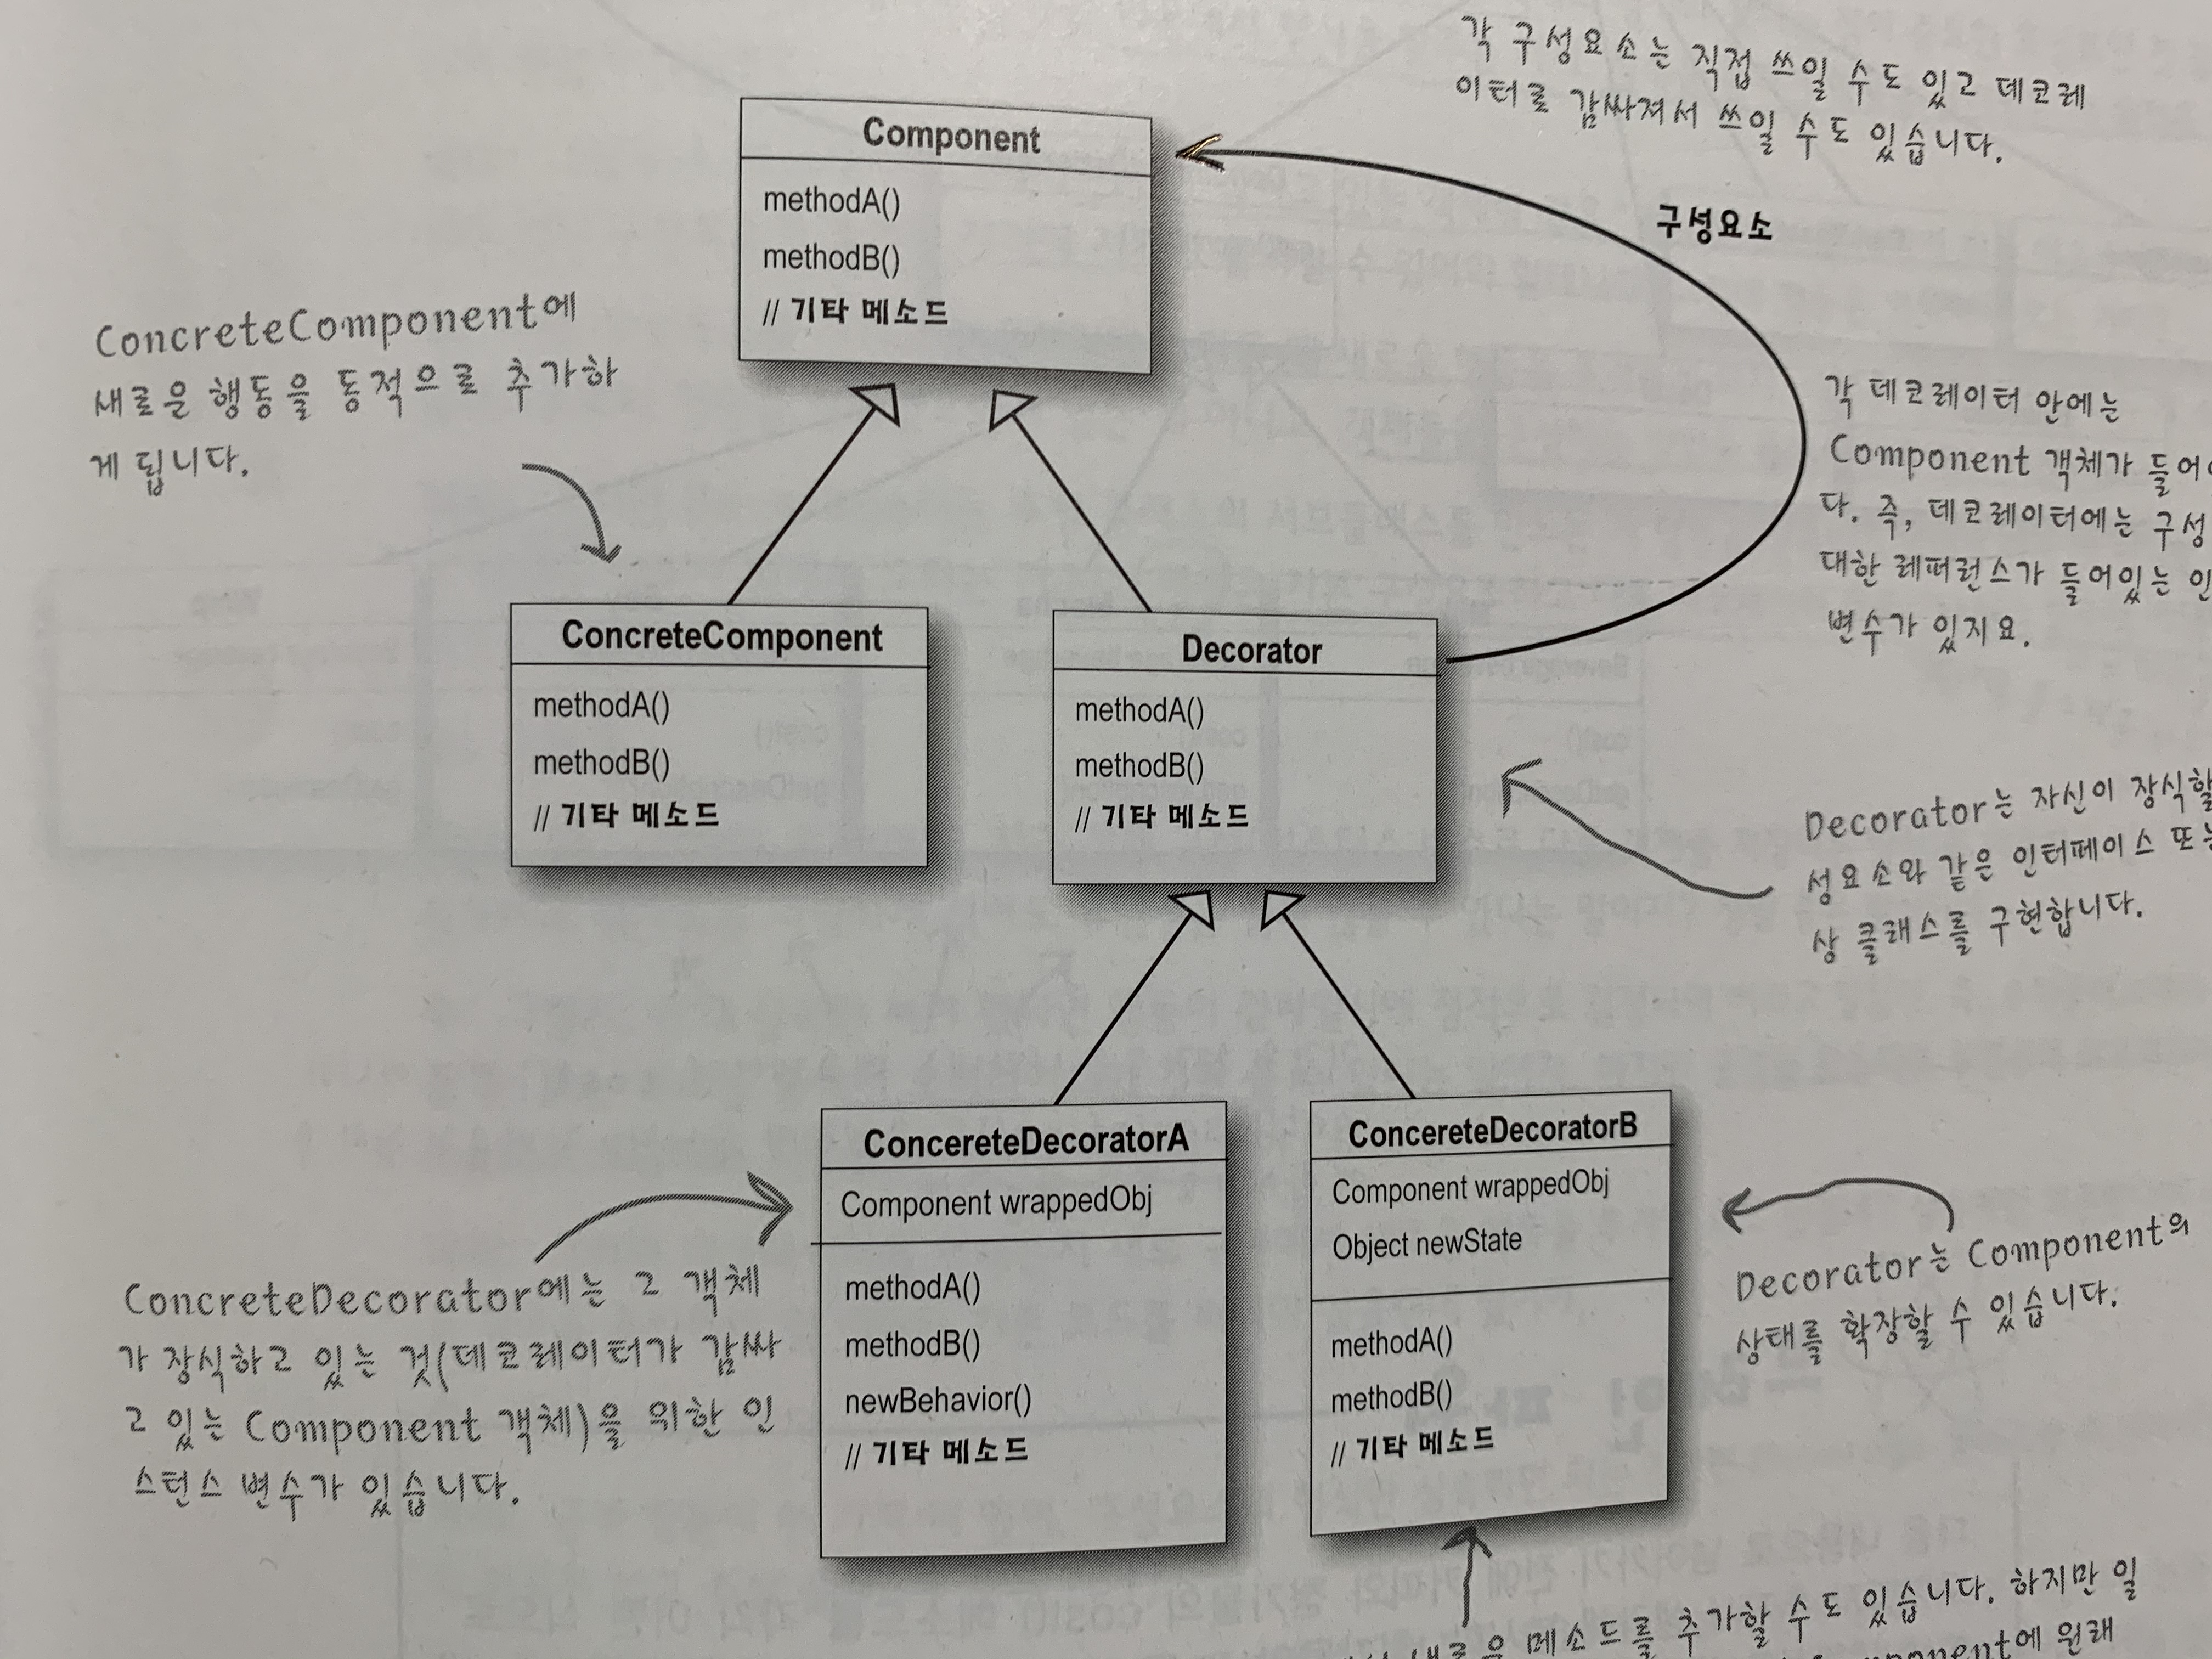 각 구성요소는 직접 쓰일 수도 있고 데코레
이터로 감싸져서 쓰일 수도 있습니다.
Component
methodA()
methodB()
// 기타 메소드
구성요소
ConcreteComponent에
새로운 행동을 동적으로 추가하
게 됩니다.
각 데코레이터 안에는
Component 객체가 들어
다. 즉, 데코레이터에는 구성
대한 레퍼런스가 들어있는 인
변수가 있지요.
ConcreteComponent
methodA()
methodB()
// 기타 메소드
Decorator
methodA()
methodB()
// 기타 메소드
Decorator는 자신이 장식할
성요소와 같은 인터페이스 또는
상 클래스를 구현합니다.
ConcereteDecoratorA
Component wrappedObj
methodA()
methodB()
newBehavior()
// 기타 메소드
ConcereteDecoratorB
Component wrappedObj
Object newState
methodA()
methodB()
// 기타 메소드
ConcreteDecorator에는 그 객체
가 장식하고 있는 것(데코레이터가 감싸
고 있는 Component 객체)을 위한 인
스턴스 변수가 있습니다.
Decorator는 Component의
상태를 확장할 수 있습니다.
새로운 메소드를 추가할 수도 있습니다. 하지만 일
mponent에 원래